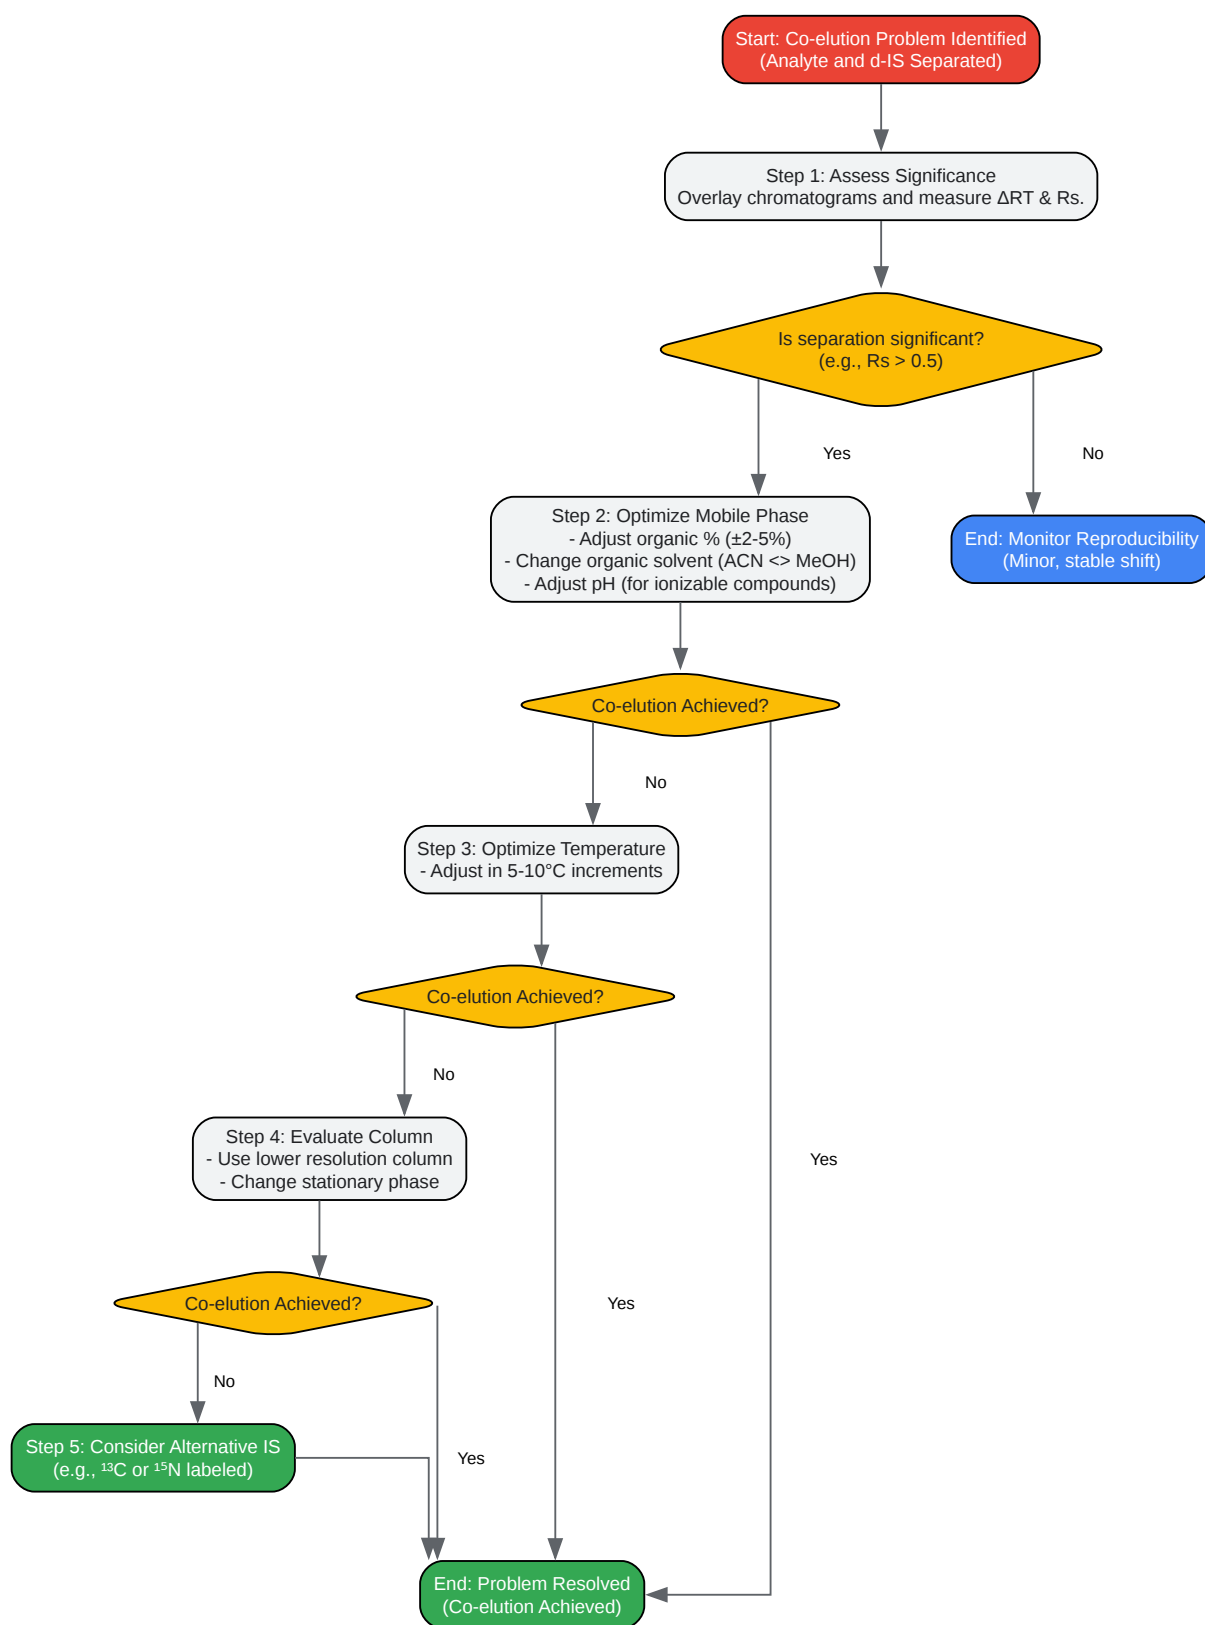 Start: Co-elution Problem Identified
(Analyte and d-IS Separated)
Step 1: Assess Significance
Overlay chromatograms and measure ΔRT & Rs.
Is separation significant?
(e.g., Rs > 0.5)
Yes
No
Step 2: Optimize Mobile Phase
- Adjust organic % (±2-5%)
- Change organic solvent (ACN <> MeOH)
- Adjust pH (for ionizable compounds)
End: Monitor Reproducibility
(Minor, stable shift)
Co-elution Achieved?
No
Step 3: Optimize Temperature
- Adjust in 5-10°C increments
Co-elution Achieved?
No
Step 4: Evaluate Column
- Use lower resolution column
- Change stationary phase
Yes
Co-elution Achieved?
Yes
No
Step 5: Consider Alternative IS
(e.g., ¹³C or ¹⁵N labeled)
Yes
End: Problem Resolved
(Co-elution Achieved)